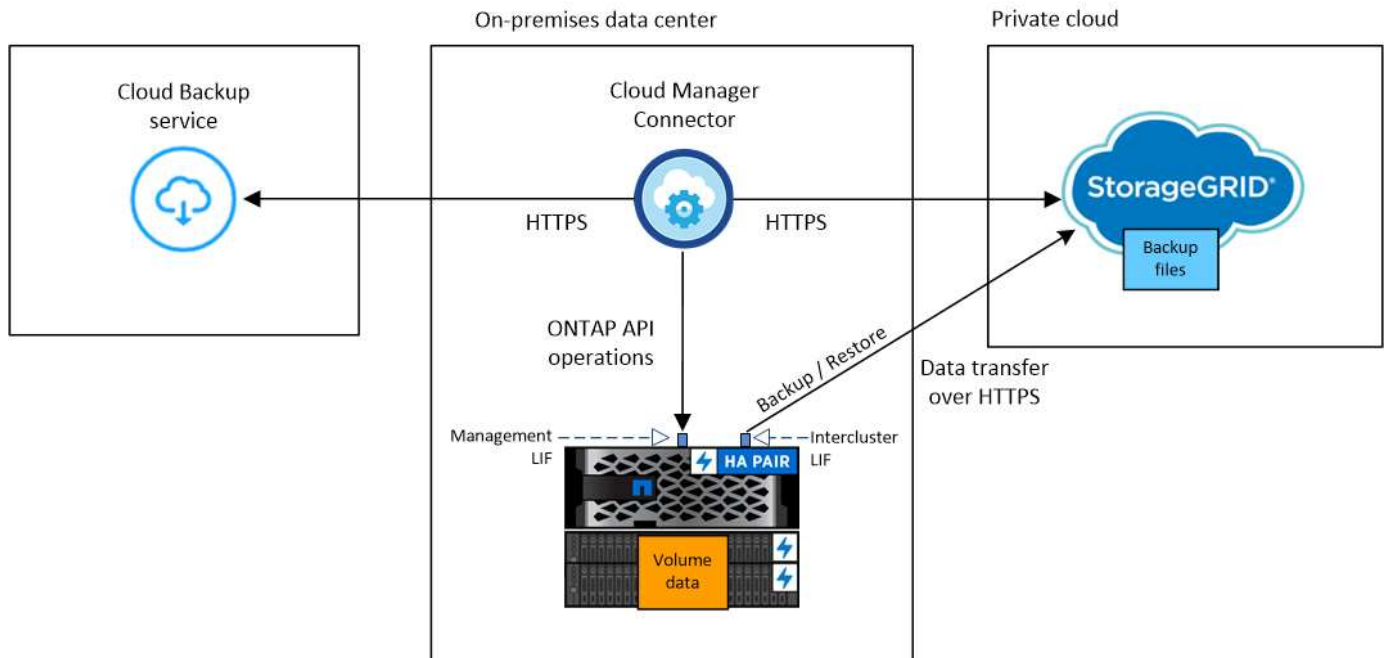 On-premises data center
Private cloud
Cloud Backup
service
Cloud Manager
Connector
HTTPS
HTTPS
StorageGRID®
Backup
files
ONTAP API
operations
Backup / Restore
Data transfer
over HTTPS
Management
LIF
Intercluster
LIF
HA PAIR
Volume
data